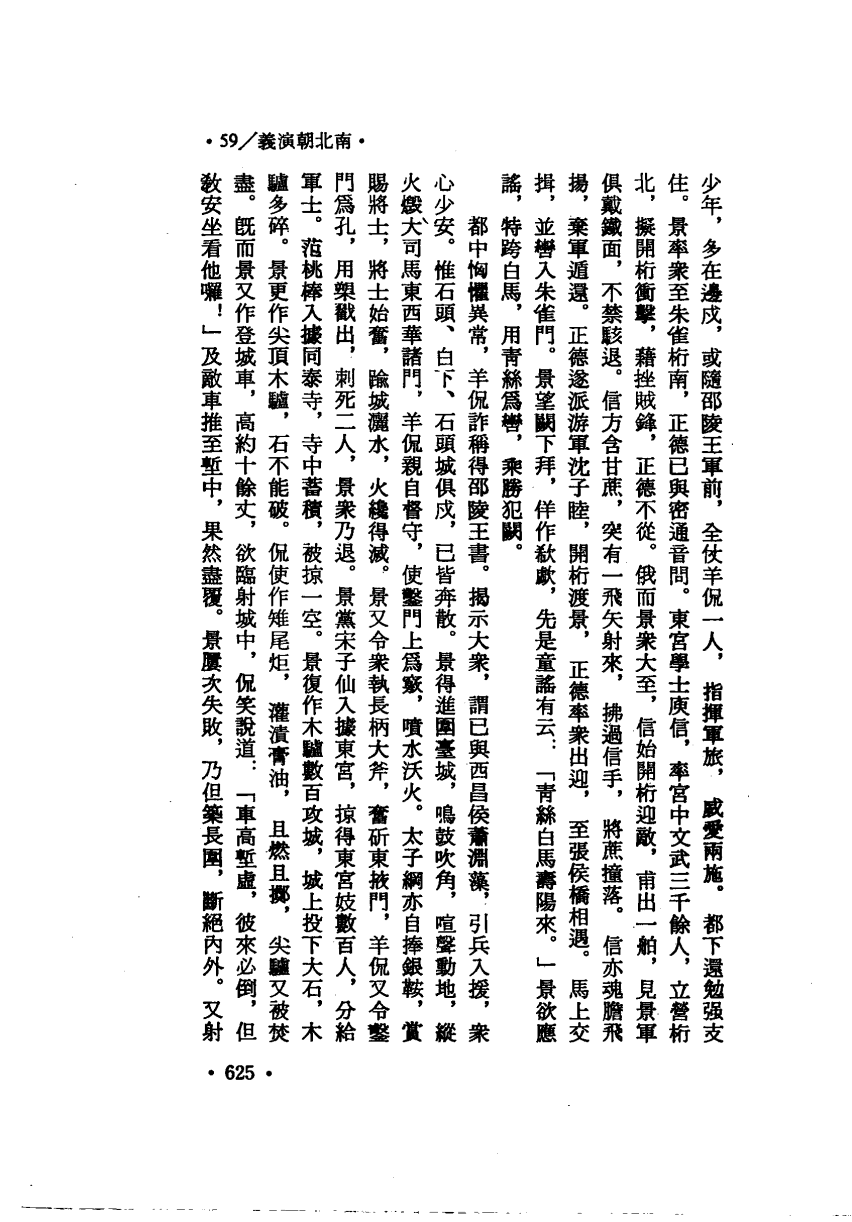 •59／義演朝北南•
少年，多在邊戍，或隨邵陵王軍前，全仗羊侃一人，指揮軍旅，威愛兩施。都下還勉强支
住。景率衆至朱雀桁南，正德已與密通音問。東宮學士庾信，率宮中文武三千餘人，立營桁
北，擬開桁衝擊，藉挫賊鋒，正德不從。俄而景衆大至，信始開桁迎敵，甫出一舶，見景軍
俱戴鐵面，不禁駭退。信方含甘蔗，突有一飛矢射來，拂過信手，將蔗撞落。信亦魂膽飛
揚，棄軍遁還。正德遂派游軍沈子睦，開桁渡景，正德率衆出迎，至張侯橋相遇。馬上交
揖，並轡入朱雀門。景望闕下拜，佯作欷歔，先是童謠有云：「青絲白馬壽陽來。」景欲應
謠，特跨白馬，用靑絲爲轡，乘勝犯闕。
都中恟懼異常，羊侃詐稱得邵陵王書。揭示大衆，謂已與西昌侯蕭淵藻，引兵入援，衆
心少安。惟石頭、白下、石頭城俱戍，已皆奔散。景得進圍臺城，鳴鼓吹角，喧聲動地，縱
火燬大司馬東西華諸門，羊侃親自督守，使鑿門上爲竅，噴水沃火。太子綱亦自捧銀鞍，賞
賜將士，將士始奮，踰城灑水，火纔得滅。景又令衆執長柄大斧，奮斫東掖門，羊侃又令鑿
門爲孔，用槊戳出，刺死二人，景衆乃退。景黨宋子仙入據東宮，掠得東宮妓數百人，分給
軍士。范桃棒入據同泰寺，寺中蓄積，被掠一空。景復作木驢數百攻城，城上投下大石，木
驢多碎。景更作尖頂木驢，石不能破。侃使作雉尾炬，灌漬膏油，且燃且擲，尖驢又被焚
盡。旣而景又作登城車，高約十餘丈，欲臨射城中，侃笑說道：「車高塹虛，彼來必倒，但
敎安坐看他囉！」及敵車推至塹中，果然盡覆。景屢次失敗，乃但築長圍，斷絕內外。又射
•625•